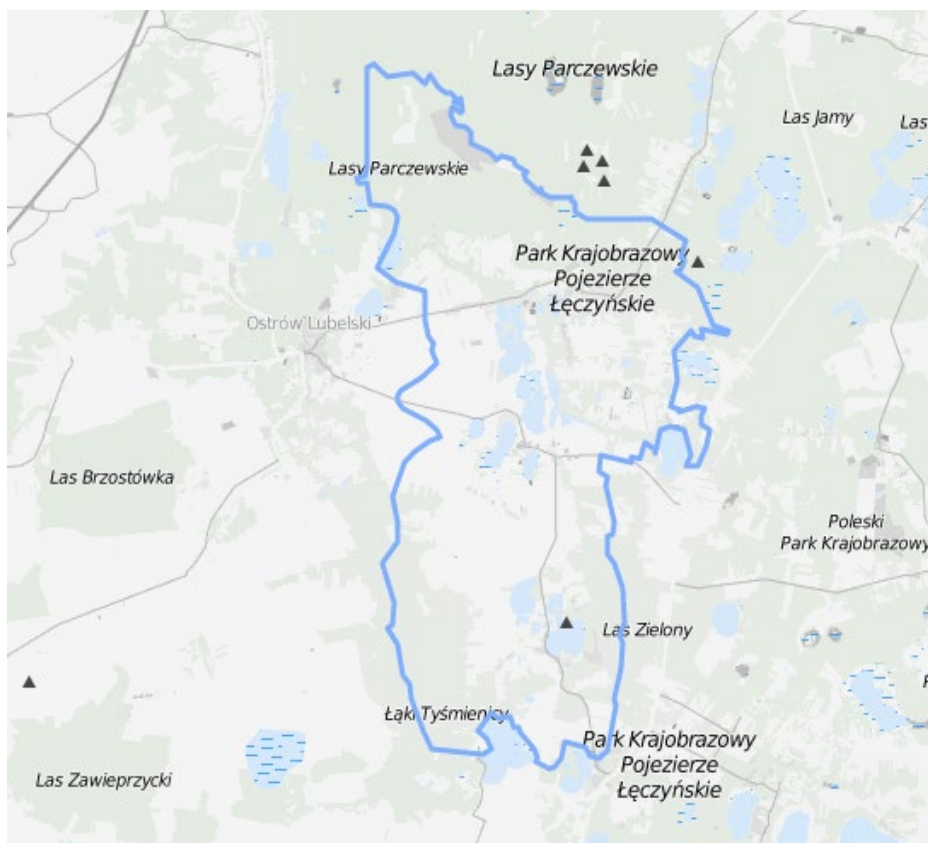 Lasy Parczewskie
Las Jamy
Las
Lasy Parczewskie
Park Krajobrazowy
Pojezierze
Łęczyńskie
Ostrów Lubelski
Las Brzostówka
Poleski
Park Krajobrazowy
Las Zielony
Łąki Tyśmienicy
Park Krajobrazowy
Pojezierze
Łęczyńskie
Las Zawieprzycki